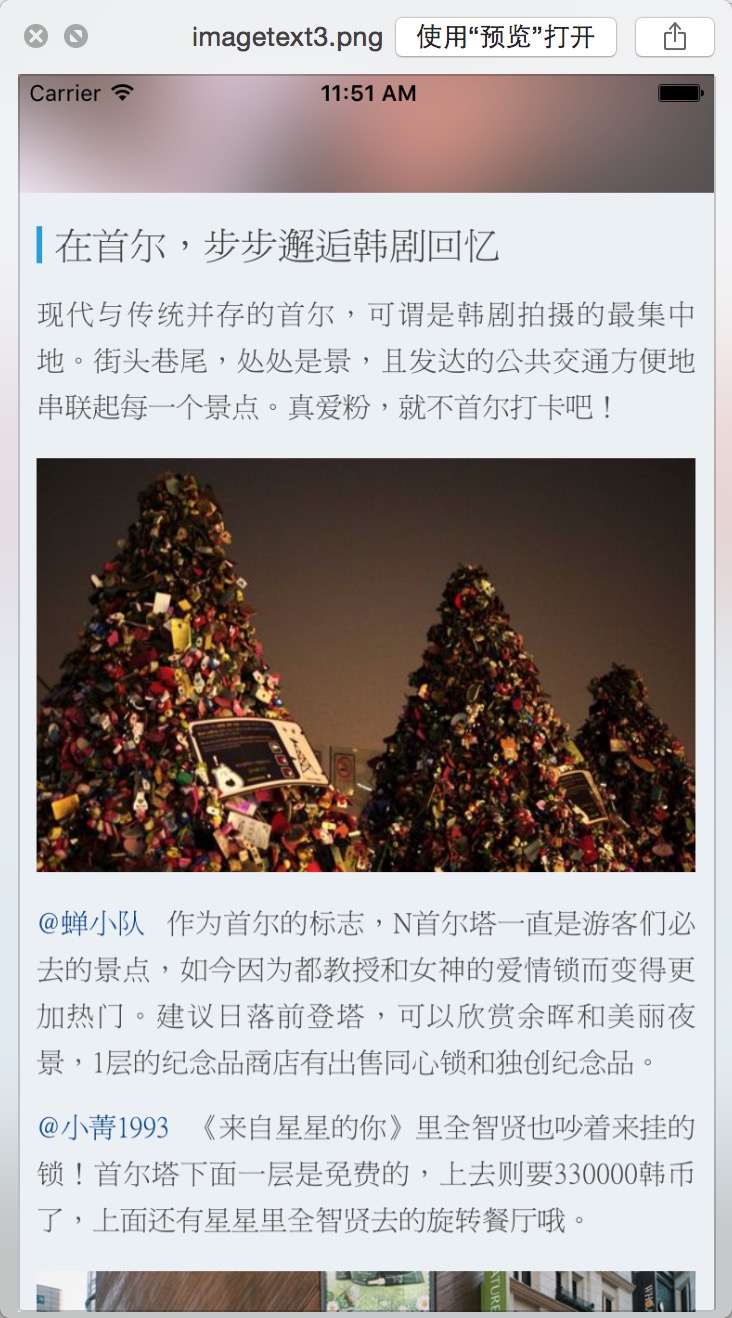 imagetext3.png
使用“预览”打开
Carrier
11:51 AM
在首尔，步步邂逅韩剧回忆
现代与传统并存的首尔，可谓是韩剧拍摄的最集中
地。街头巷尾，处处是景，且发达的公共交通方便地
串联起每一个景点。真爱粉，就不首尔打卡吧！
@蝉小队 作为首尔的标志，N首尔塔一直是游客们必
去的景点，如今因为都教授和女神的爱情锁而变得更
加热门。建议日落前登塔，可以欣赏余晖和美丽夜
景，1层的纪念品商店有出售同心锁和独创纪念品。
@小菁1993 《来自星星的你》里全智贤也吵着来挂的
锁！首尔塔下面一层是免费的，上去则要330000韩币
了，上面还有星星里全智贤去的旋转餐厅哦。